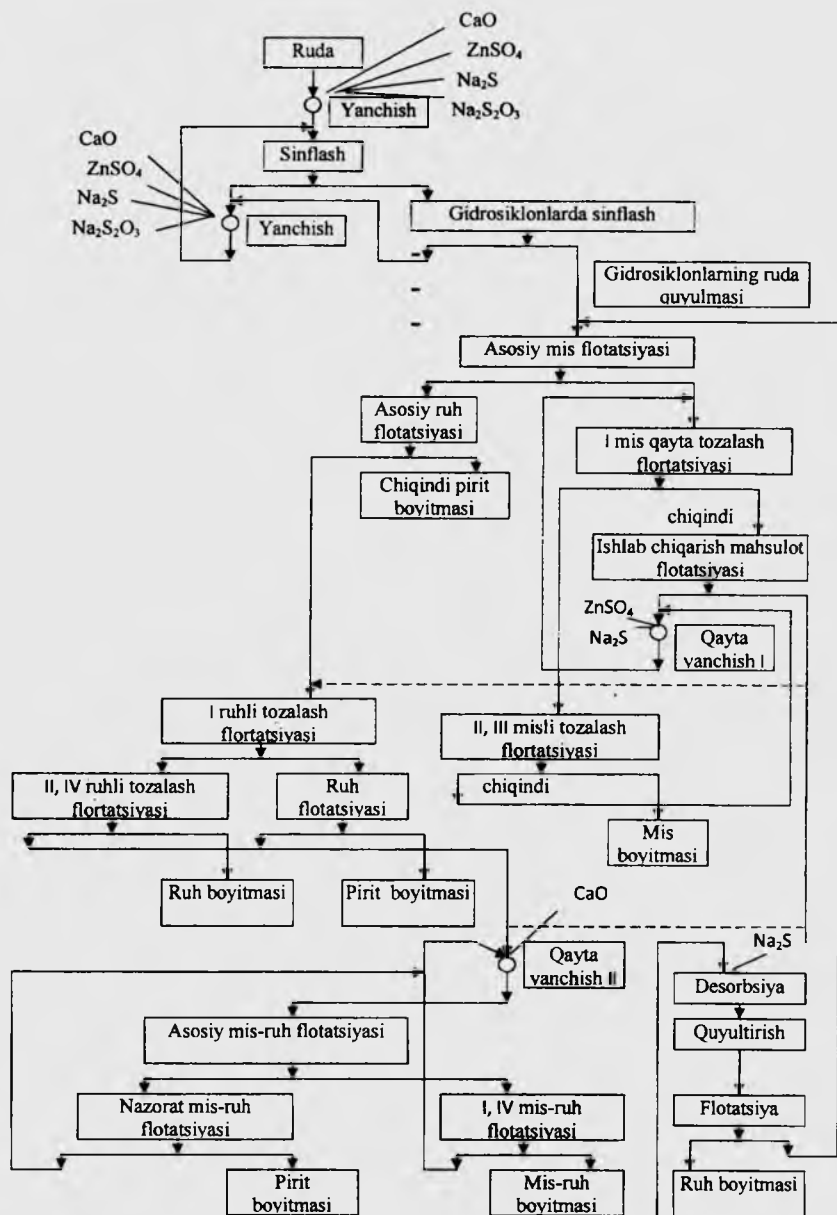 CaO
Ruda
ZnSO₄
Na₂S
Yanchish
Na₂S₂O₃
CaO
Sinflash
ZnSO₄
Na₂S
Gidrosiklonlarda sinflash
Na₂S₂O₃
Yanchish
Gidrosiklonlarning ruda
quyulmasi
Asosiy mis flotatsiyasi
Asosiy ruh
flotatsiyasi
I mis qayta tozalash
flortatsiyasi
Chiqindi pirit
boyitmasi
chiqindi
Ishlab chiqarish mahsulot
flotatsiyasi
ZnSO₄
Na₂S
Qayta
yanchish I
I ruhli tozalash
flortatsiyasi
II, III misli tozalash
flortatsiyasi
II, IV ruhli tozalash
flortatsiyasi
Ruh
flotatsiyasi
chiqindi
Mis
boyitmasi
Ruh boyitmasi
Pirit boyitmasi
CaO
Qayta
yanchish II
Na₂S
Desorbsiya
Asosiy mis-ruh flotatsiyasi
Quyultirish
Nazorat mis-ruh
flotatsiyasi
I, IV mis-ruh
flotatsiyasi
Flotatsiya
Pirit
boyitmasi
Mis-ruh
boyitmasi
Ruh boyitmasi